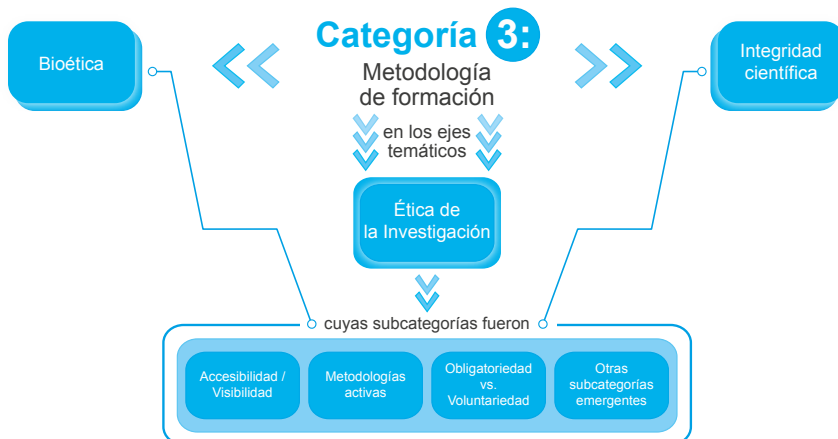 Categoría 3:
Bioética
Metodología
de formación
Integridad
científica
en los ejes
temáticos
Ética de
la Investigación
cuyas subcategorías fueron
Accesibilidad /
Visibilidad
Metodologías
activas
Obligatoriedad
vs.
Voluntariedad
Otras
subcategorías
emergentes